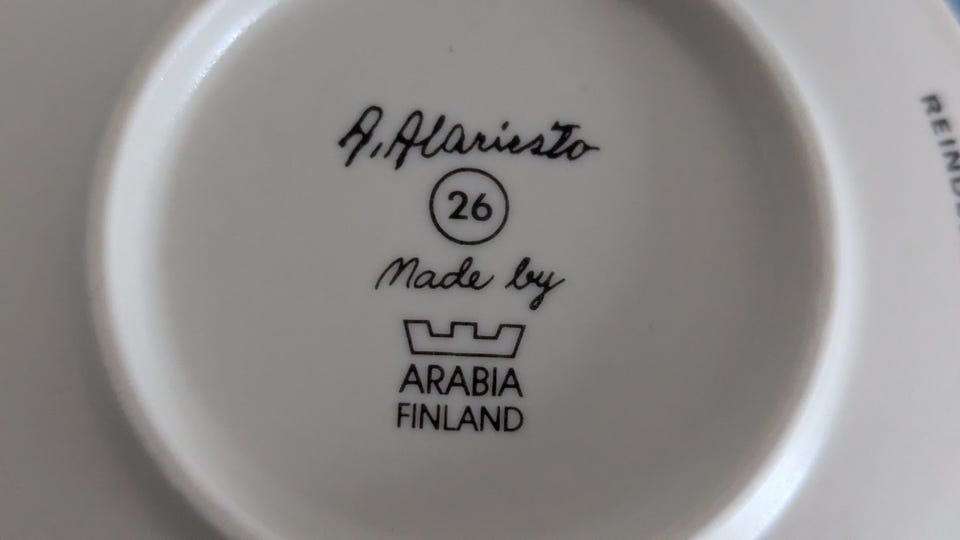 A. Alariesto
26
Made by
ARABIA
FINLAND